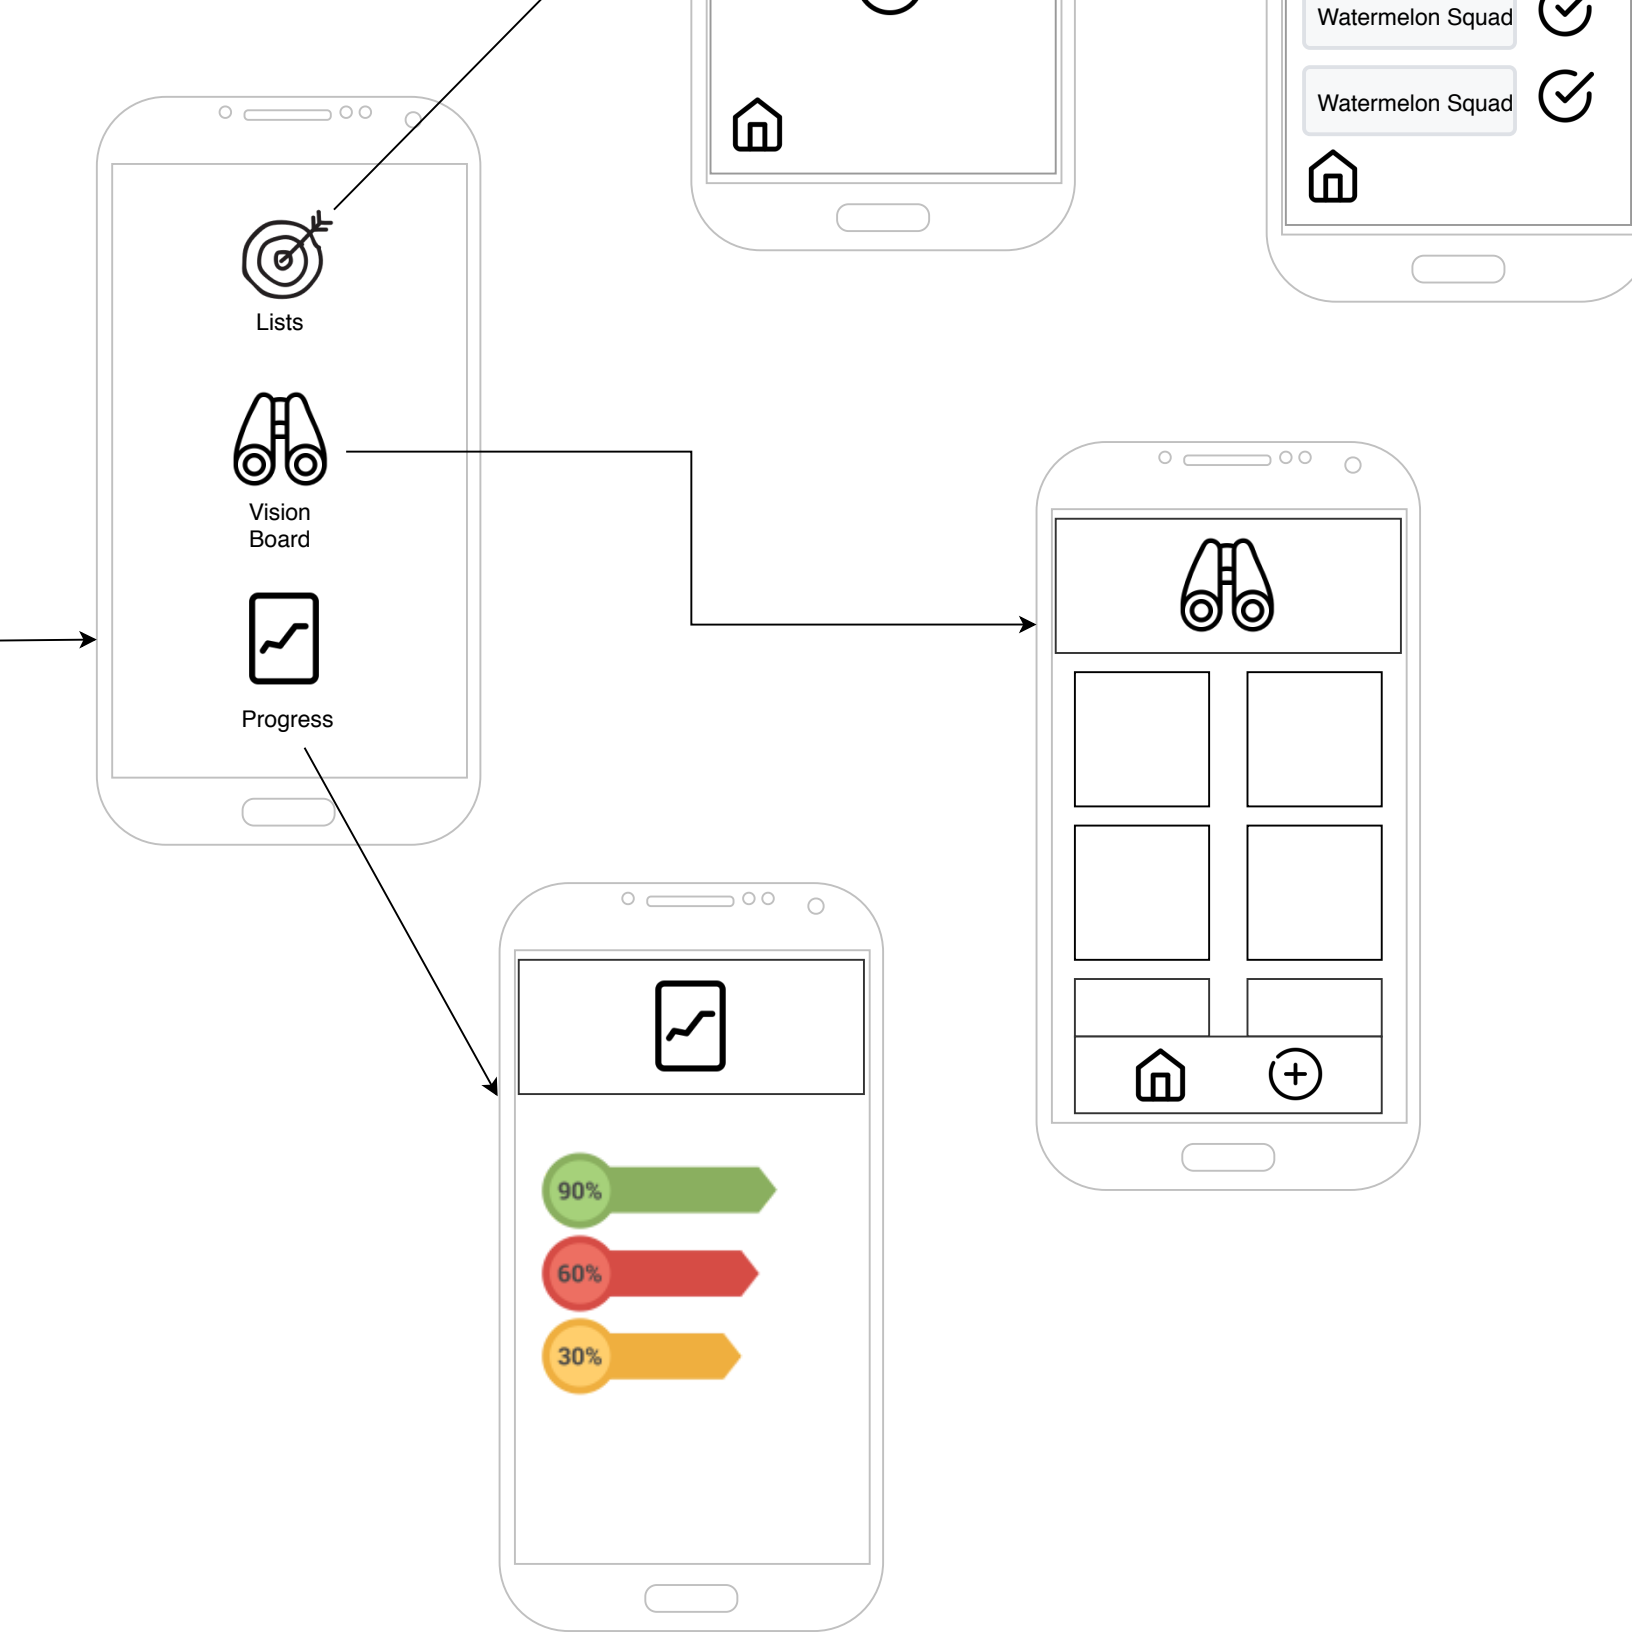 Watermelon Squad
Watermelon Squad
Lists
Vision
Board
Progress
90%
60%
30%